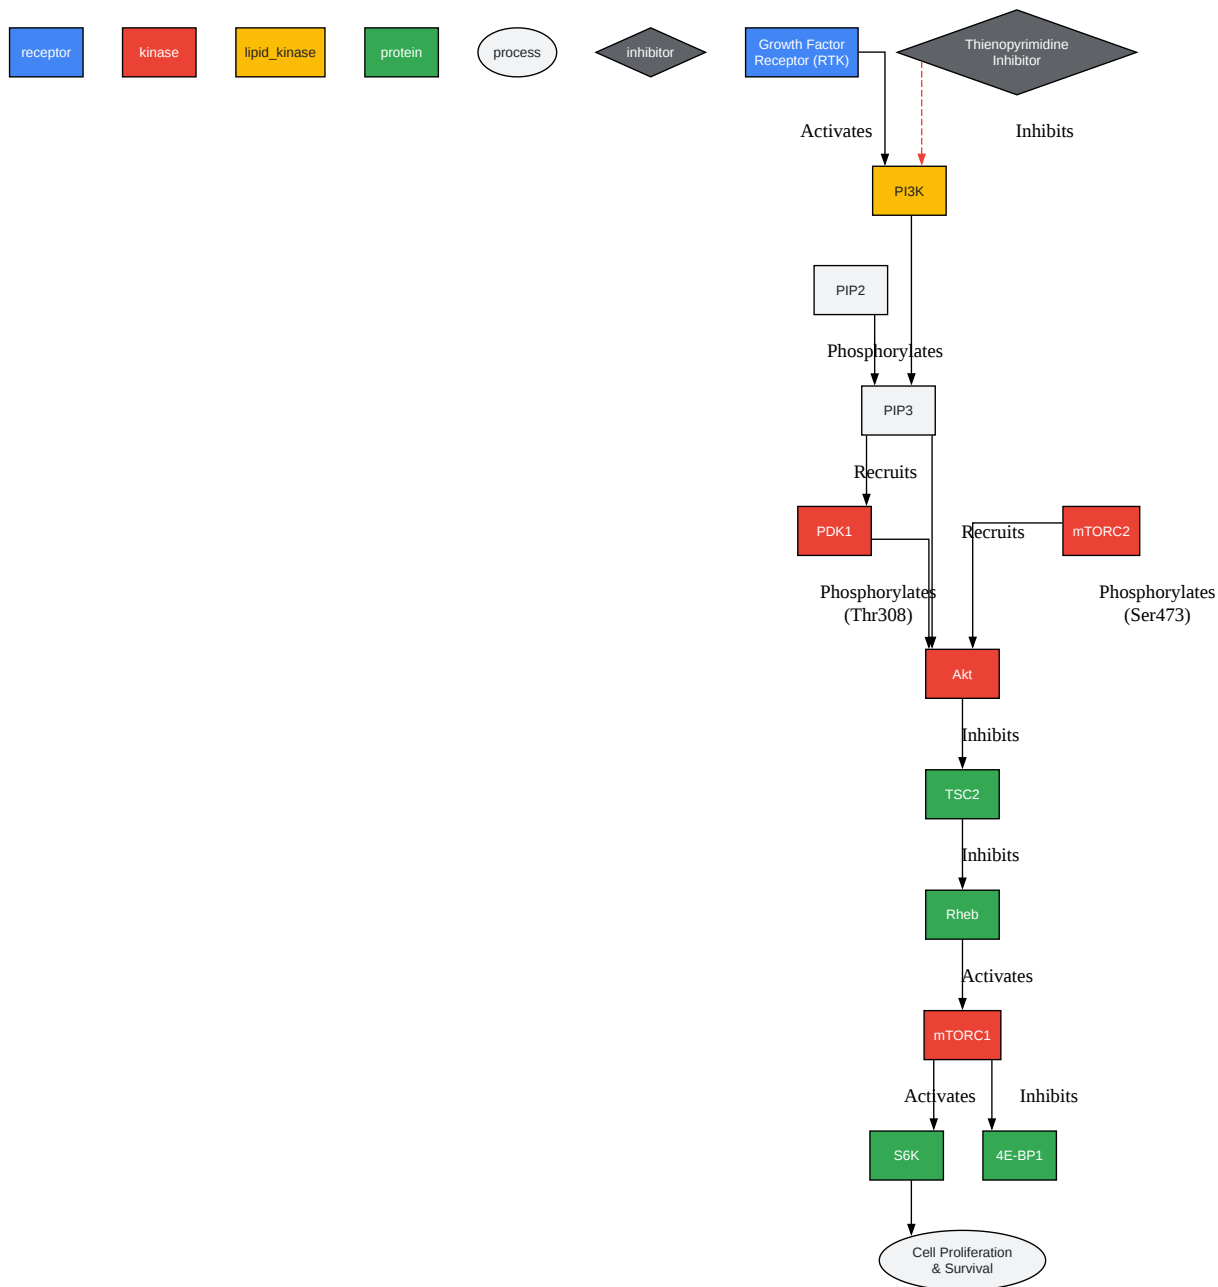 receptor
kinase
lipid_kinase
protein
process
inhibitor
Growth Factor
Receptor (RTK)
Thienopyrimidine
Inhibitor
Activates
Inhibits
PI3K
PIP2
Phosphorylates
PIP3
Recruits
PDK1
Recruits
mTORC2
Phosphorylates
(Thr308)
Phosphorylates
(Ser473)
Akt
Inhibits
TSC2
Inhibits
Rheb
Activates
mTORC1
Activates
Inhibits
S6K
4E-BP1
Cell Proliferation
& Survival